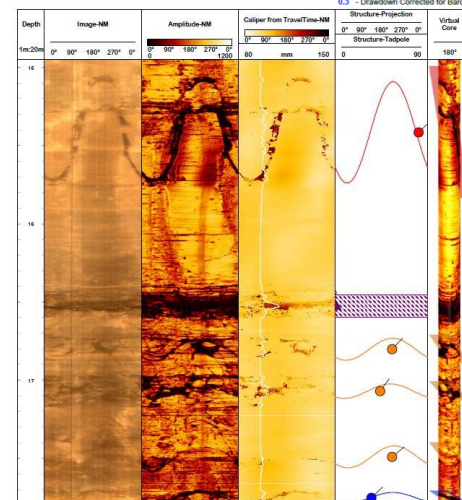 0.3 - Drawdown Corrected for Baro
Depth Image-NM Amplitude-NM Caliper from TravelTime-NM Structure-Projection Virtual Core
0° 90° 180° 270° 0°
Structure-Tadpole
1m:20m 0° 90° 180° 270° 0° 0° 90° 180° 270° 0° 0° 90° 180° 270° 0° 0 90 180°
0 1200 80 mm 150
15
16
17